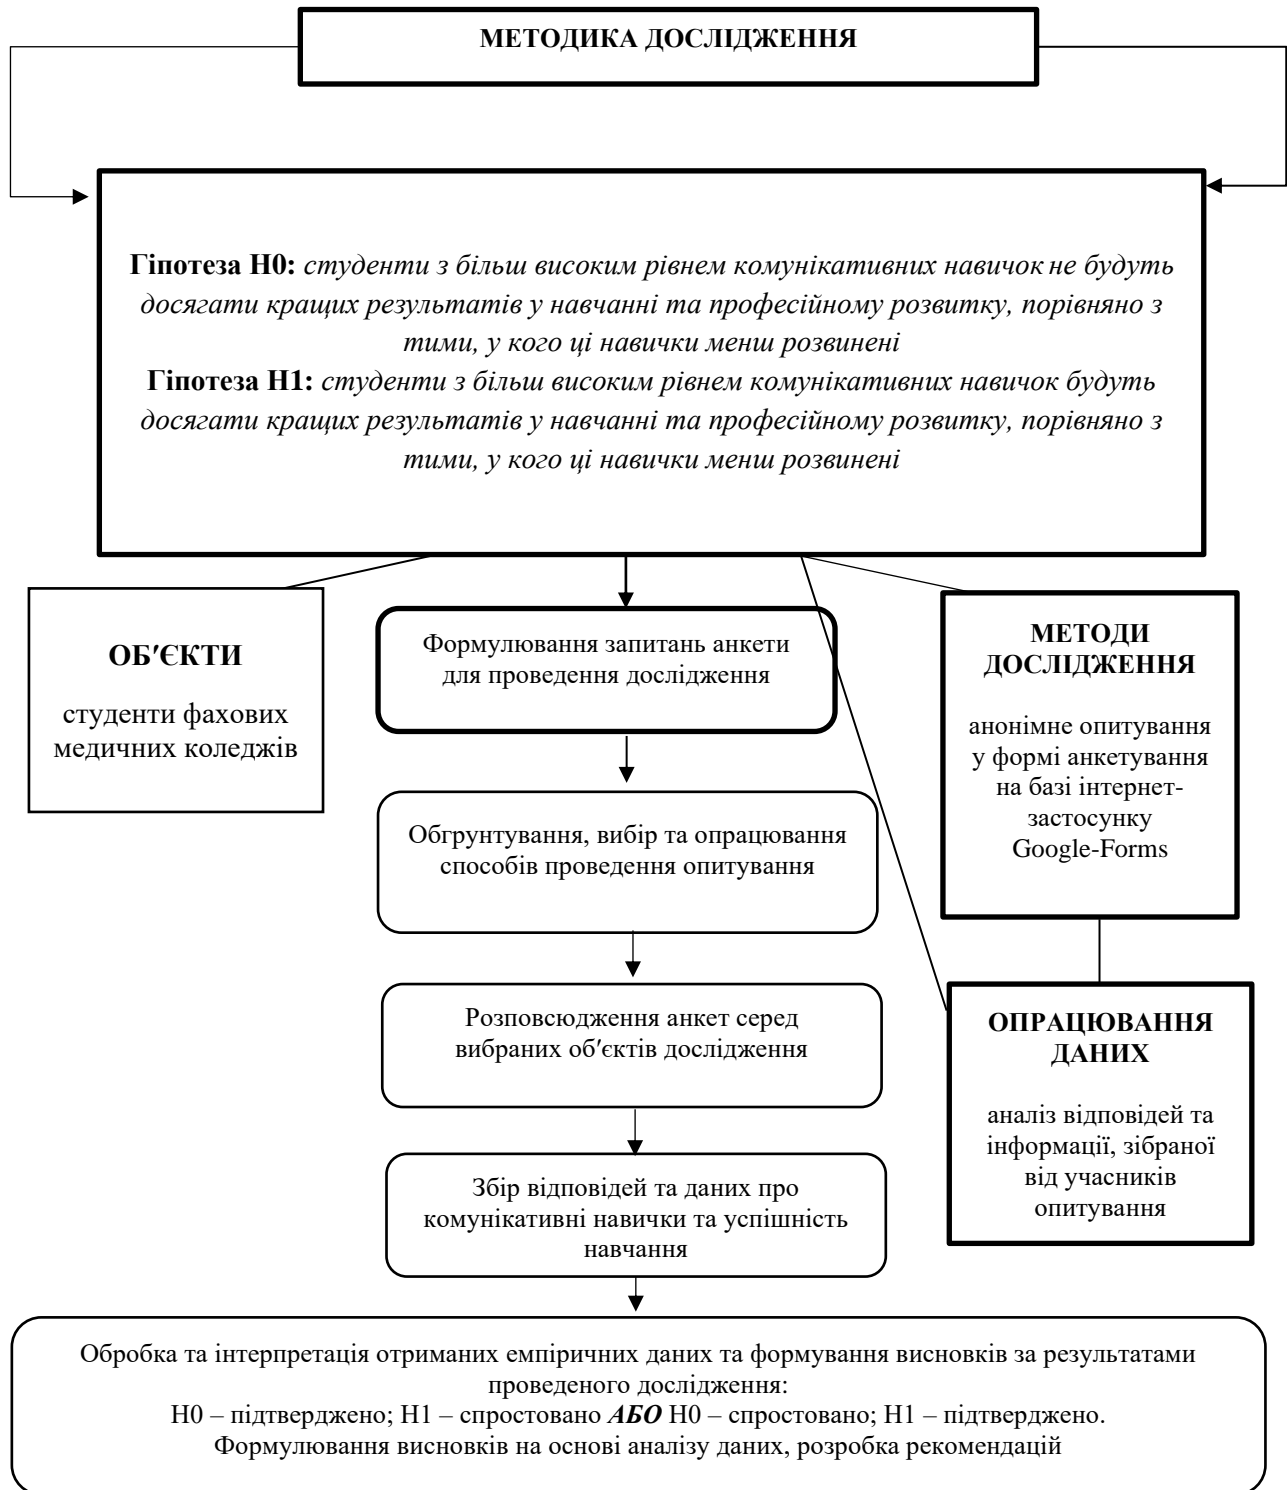 МЕТОДИКА ДОСЛІДЖЕННЯ
Гіпотеза Н0: студенти з більш високим рівнем комунікативних навичок не будуть
досягати кращих результатів у навчанні та професійному розвитку, порівняно з
тими, у кого ці навички менш розвинені
Гіпотеза Н1: студенти з більш високим рівнем комунікативних навичок будуть
досягати кращих результатів у навчанні та професійному розвитку, порівняно з
тими, у кого ці навички менш розвинені
ОБ'ЄКТИ
студенти фахових
медичних коледжів
Формулювання запитань анкети
для проведення дослідження
МЕТОДИ
ДОСЛІДЖЕННЯ
анонімне опитування
у формі анкетування
на базі інтернет-
застосунку
Google-Forms
Обгрунтування, вибір та опрацювання
способів проведення опитування
Розповсюдження анкет серед
вибраних об'єктів дослідження
ОПРАЦЮВАННЯ
ДАНИХ
аналіз відповідей та
інформації, зібраної
від учасників
опитування
Збір відповідей та даних про
комунікативні навички та успішність
навчання
Обробка та інтерпретація отриманих емпіричних даних та формування висновків за результатами
проведеного дослідження:
Н0 – підтверджено; Н1 – спростовано АБО Н0 – спростовано; Н1 – підтверджено.
Формулювання висновків на основі аналізу даних, розробка рекомендацій